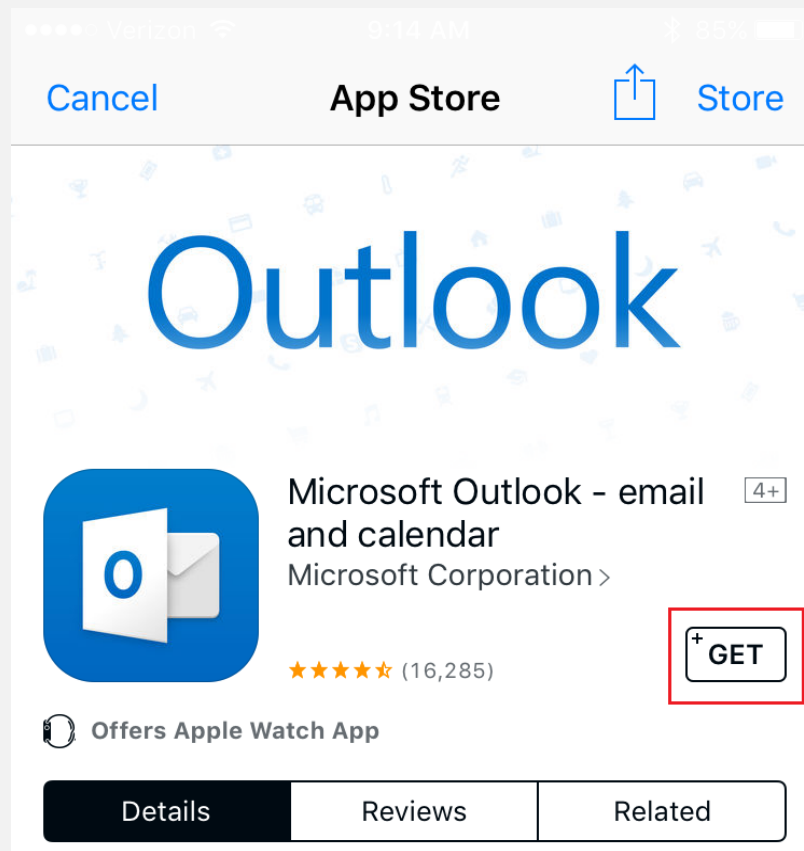 Verizon 9:14 AM 85%
Cancel App Store Store
Outlook
Microsoft Outlook - email 4+
and calendar
Microsoft Corporation >
(16,285)
+ GET
Offers Apple Watch App
Details Reviews Related